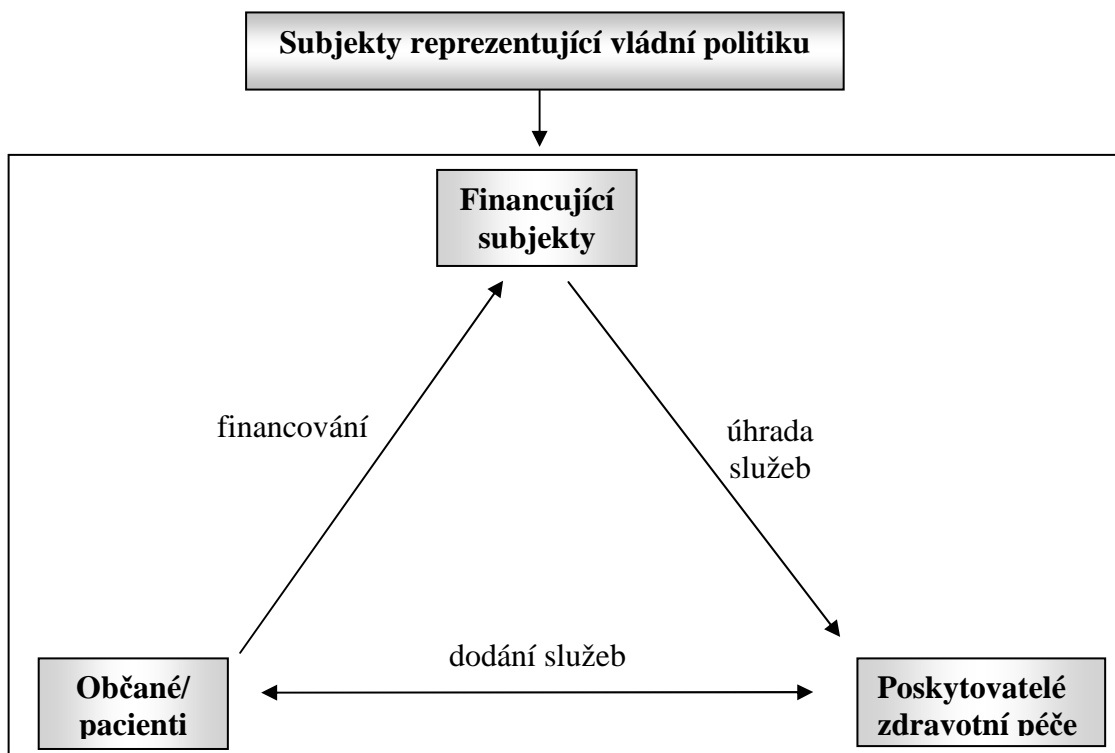 Subjekty reprezentující vládní politiku
Financující
subjekty
financování
úhrada
služeb
dodání služeb
Občané/
pacienti
Poskytovatelé
zdravotní péče